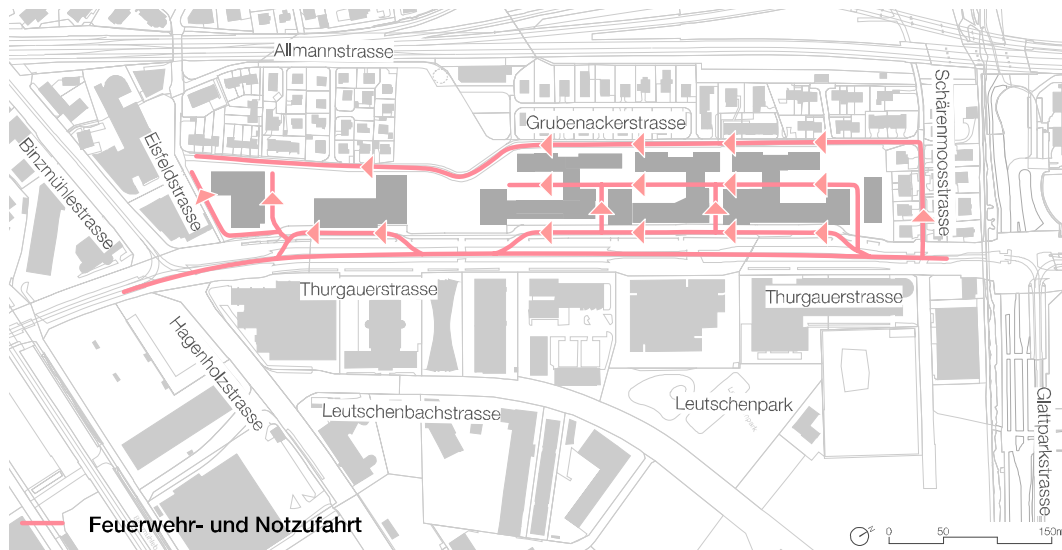 Allmannstrasse
Schärenmoosstrasse
Grubenackerstrasse
Eisfeldstrasse
Binzmühlestrasse
Thurgauerstrasse
Thurgauerstrasse
Hagenholzstrasse
Leutschenpark
Leutschenbachstrasse
Glattparkstrasse
Feuerwehr- und Notzufahrt
N
0 50 150m